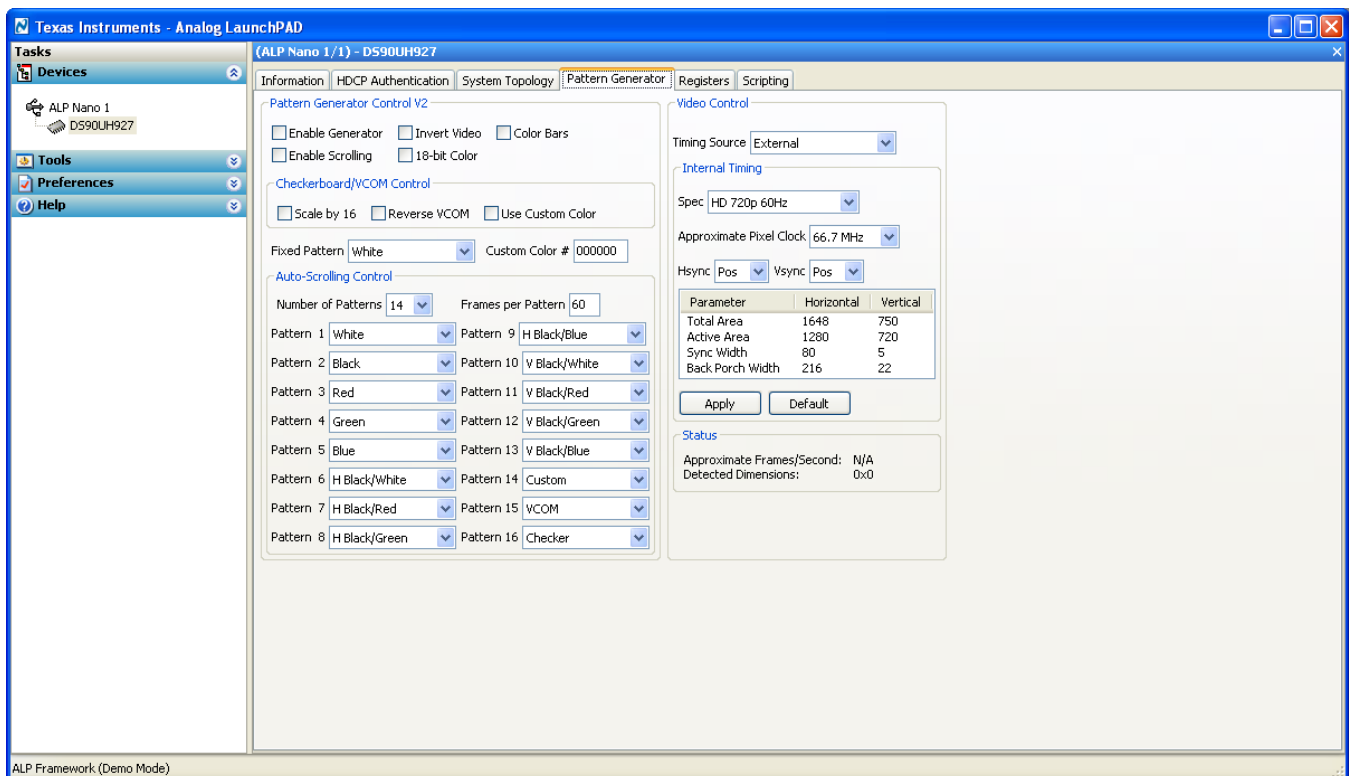 Texas Instruments - Analog LaunchPAD
Tasks
(ALP Nano 1/1) - DS90UH927
Devices
ALP Nano 1
DS90UH927
Tools
Preferences
Help
Information HDCP Authentication System Topology Pattern Generator Registers Scripting
Pattern Generator Control V2
Enable Generator Invert Video Color Bars
Enable Scrolling 18-bit Color
Checkerboard/VCOM Control
Scale by 16 Reverse VCOM Use Custom Color
Fixed Pattern White Custom Color # 000000
Auto-Scrolling Control
Number of Patterns 14 Frames per Pattern 60
Pattern 1 White Pattern 9 H Black/Blue
Pattern 2 Black Pattern 10 V Black/White
Pattern 3 Red Pattern 11 V Black/Red
Pattern 4 Green Pattern 12 V Black/Green
Pattern 5 Blue Pattern 13 V Black/Blue
Pattern 6 H Black/White Pattern 14 Custom
Pattern 7 H Black/Red Pattern 15 VCOM
Pattern 8 H Black/Green Pattern 16 Checker
Video Control
Timing Source External
Internal Timing
Spec HD 720p 60Hz
Approximate Pixel Clock 66.7 MHz
Hsync Pos Vsync Pos
Parameter Horizontal Vertical
Total Area 1648 750
Active Area 1280 720
Sync Width 80 5
Back Porch Width 216 22
Apply Default
Status
Approximate Frames/Second: N/A
Detected Dimensions: 0x0
ALP Framework (Demo Mode)